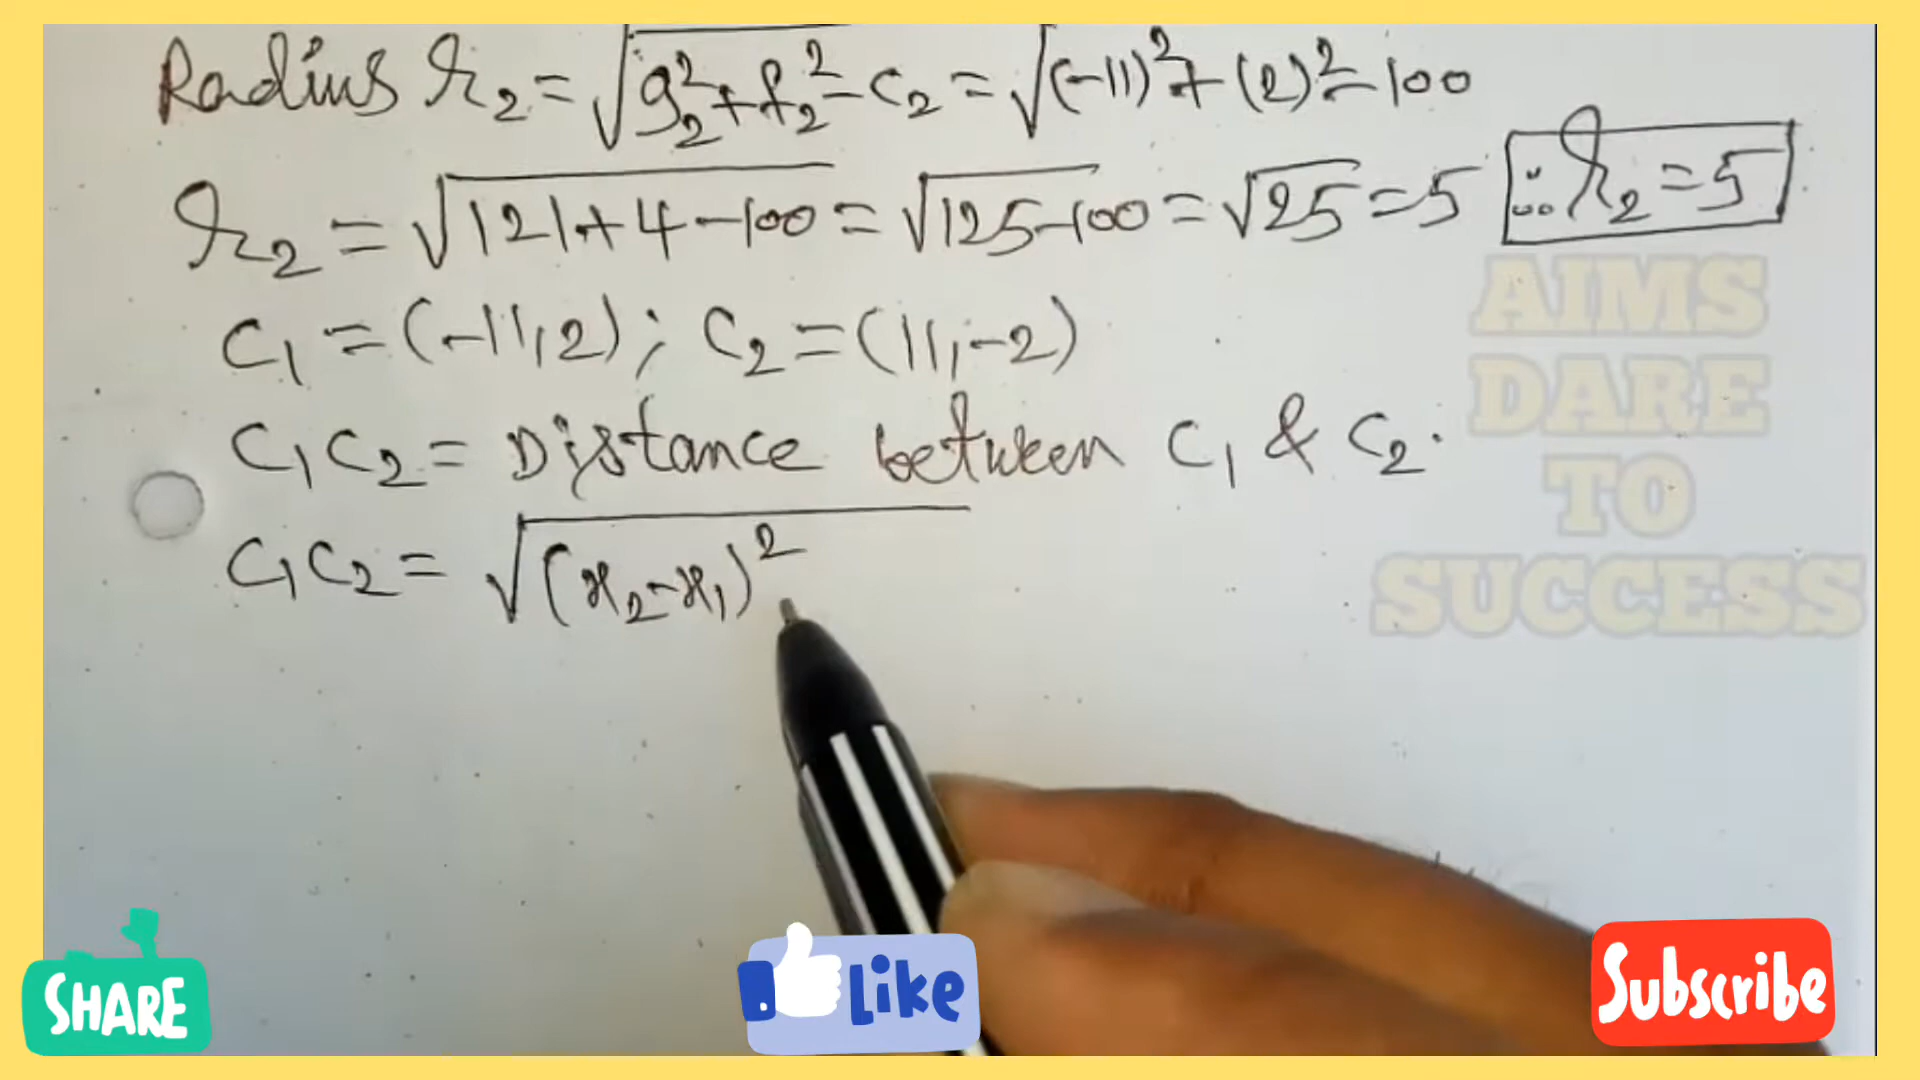 Radius r₂ = √g₂² + f₂² - c₂ = √(-11)² + (2)² - 100
r₂ = √121 + 4 - 100 = √125 - 100 = √25 = 5 ∴ r₂ = 5
C₁ = (-11, 2) ; C₂ = (11, -2)
C₁C₂ = Distance between C₁ & C₂.
C₁C₂ = √(x₂ - x₁)²
AIMS
DARE
TO
SUCCESS
SHARE
Like
Subscribe